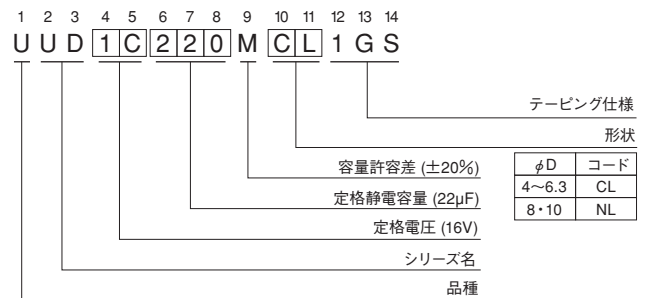 1 2 3 4 5 6 7 8 9 10 11 12 13 14
U U D 1 C 2 2 0 M C L 1 G S
テーピング仕様
形状
φD コード
4～6.3 CL
8・10 NL
容量許容差 (±20%)
定格静電容量 (22µF)
定格電圧 (16V)
シリーズ名
品種